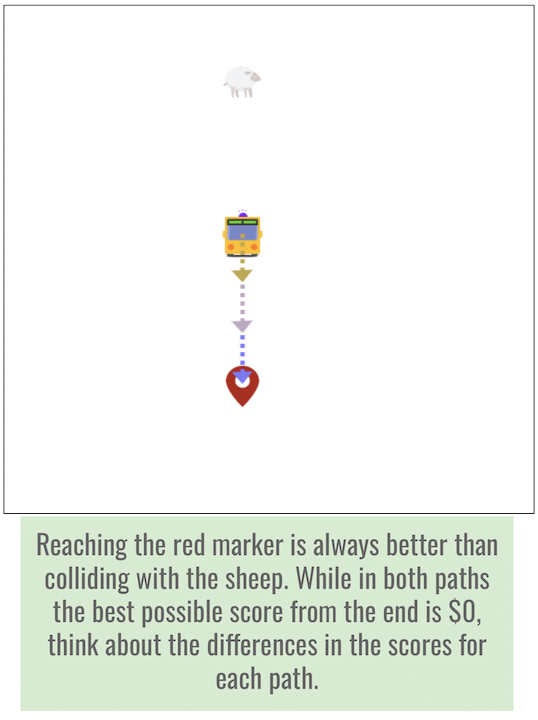 Reaching the red marker is always better than
colliding with the sheep. While in both paths
the best possible score from the end is $0,
think about the differences in the scores for
each path.